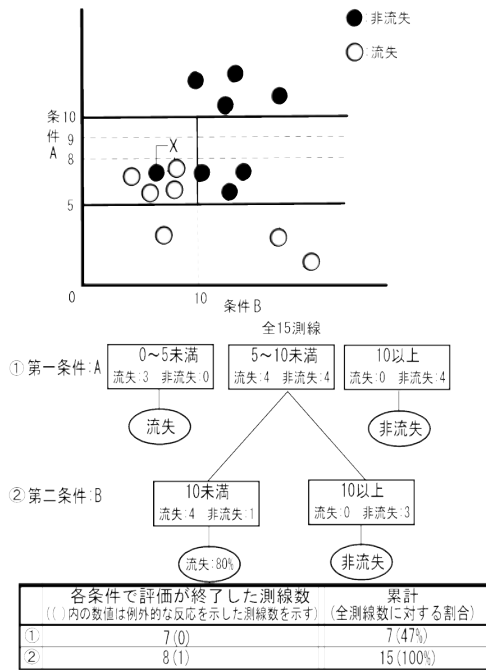 ●:非流失
○:流失
条件A
10
9
8
X
5
0
10
条件B
全15測線
①第一条件:A
0～5未満
流失:3 非流失:0
流失
5～10未満
流失:4 非流失:4
10以上
流失:0 非流失:4
非流失
②第二条件:B
10未満
流失:4 非流失:1
流失:80%
10以上
流失:0 非流失:3
非流失
各条件で評価が終了した測線数 累計
(( )内の数値は例外的な反応を示した測線数を示す) (全測線数に対する割合)
① 7(0) 7(47%)
② 8(1) 15(100%)